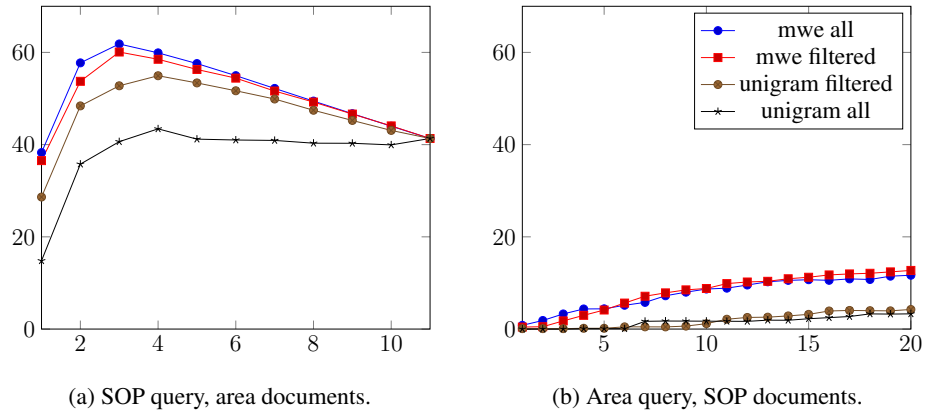 60
40
20
0
2 4 6 8 10
(a) SOP query, area documents.
60
40
20
0
5 10 15 20
mwe all
mwe filtered
unigram filtered
unigram all
(b) Area query, SOP documents.